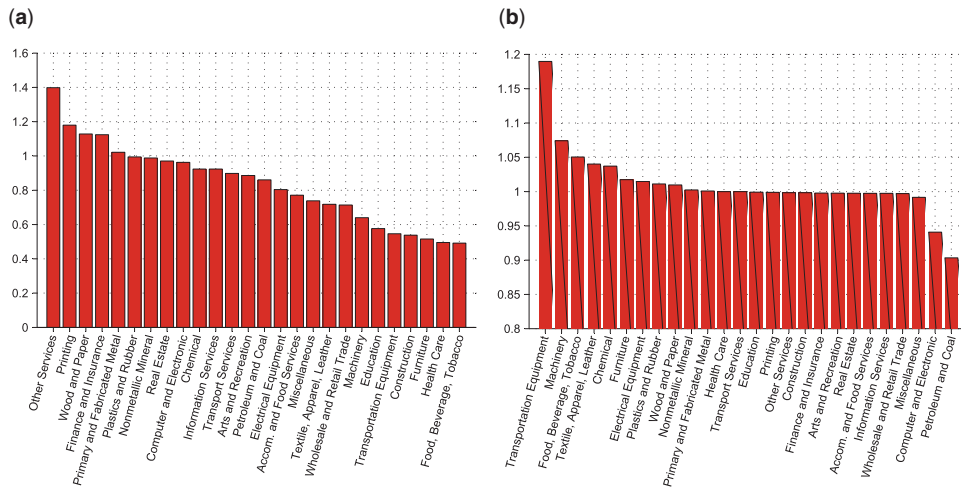 (a)
1.6
1.4
1.2
1
0.8
0.6
0.4
0.2
0
Other Services
Printing
Wood and Paper
Finance and Insurance
Primary and Fabricated Metal
Plastics and Rubber
Nonmetallic Mineral
Real Estate
Computer and Electronic
Chemical
Information Services
Transport Services
Arts and Recreation
Petroleum and Coal
Electrical Equipment
Accom. and Food Services
Miscellaneous
Textile, Apparel, Leather
Wholesale and Retail Trade
Machinery
Education
Transportation Equipment
Construction
Furniture
Health Care
Food, Beverage, Tobacco
(b)
1.2
1.15
1.1
1.05
1
0.95
0.9
0.85
0.8
Transportation Equipment
Machinery
Food, Beverage, Tobacco
Textile, Apparel, Leather
Chemical
Furniture
Electrical Equipment
Plastics and Rubber
Wood and Paper
Nonmetallic Mineral
Primary and Fabricated Metal
Health Care
Transport Services
Education
Printing
Other Services
Construction
Finance and Insurance
Arts and Recreation
Real Estate
Accom. and Food Services
Information Services
Wholesale and Retail Trade
Miscellaneous
Computer and Electronic
Petroleum and Coal